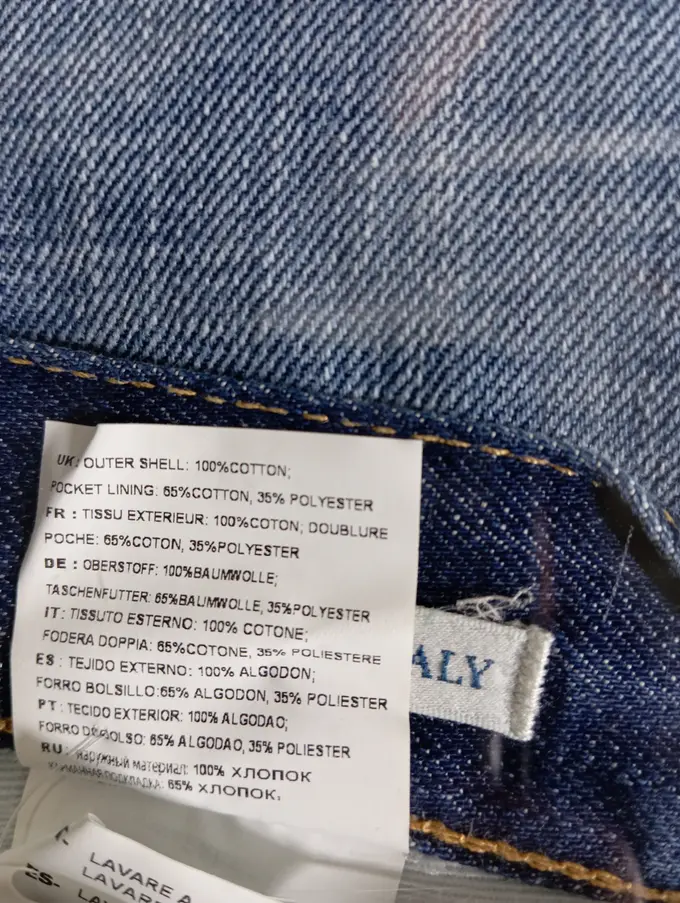 UK: OUTER SHELL: 100%COTTON;
POCKET LINING: 65%COTTON, 35% POLYESTER
FR : TISSU EXTERIEUR: 100%COTON; DOUBLURE
POCHE: 65%COTON, 35%POLYESTER
DE : OBERSTOFF: 100%BAUMWOLLE;
TASCHENFUTTER: 65%BAUMWOLLE, 35%POLYESTER
IT: TISSUTO ESTERNO: 100% COTONE;
FODERA DOPPIA: 65%COTONE, 35% POLIESTERE
ES : TEJIDO EXTERNO: 100% ALGODON;
FORRO BOLSILLO:65% ALGODON, 35% POLIESTER
PT : TECIDO EXTERIOR: 100% ALGODAO;
FORRO DE BOLSO: 65% ALGODAO, 35% POLIESTER
RU : наружный материал: 100% ХЛОПОК
ПОДКЛАДКА: 65% ХЛОПОК,
ALY
LAVARE A
ES- LAVAR